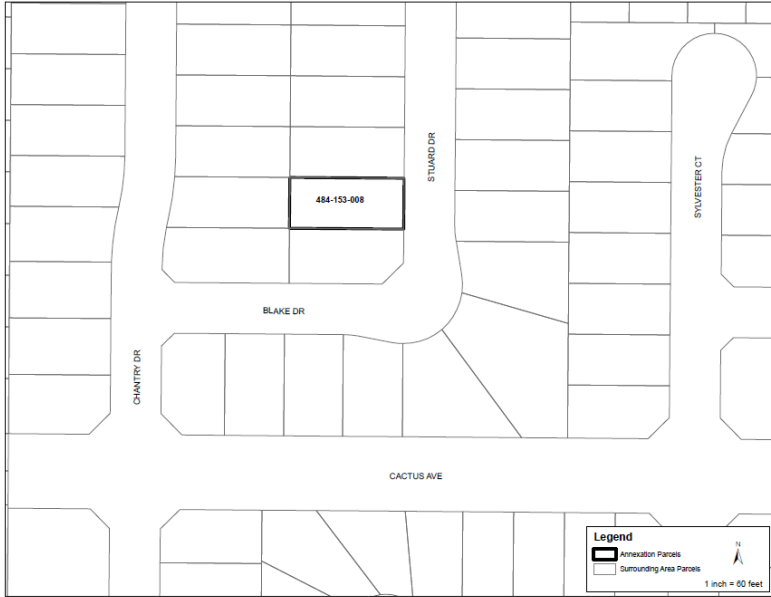 STUARD DR
SYLVESTER CT
484-153-008
BLAKE DR
CHANTRY DR
CACTUS AVE
Legend
Annexation Parcels
Surrounding Area Parcels
N
1 inch = 60 feet